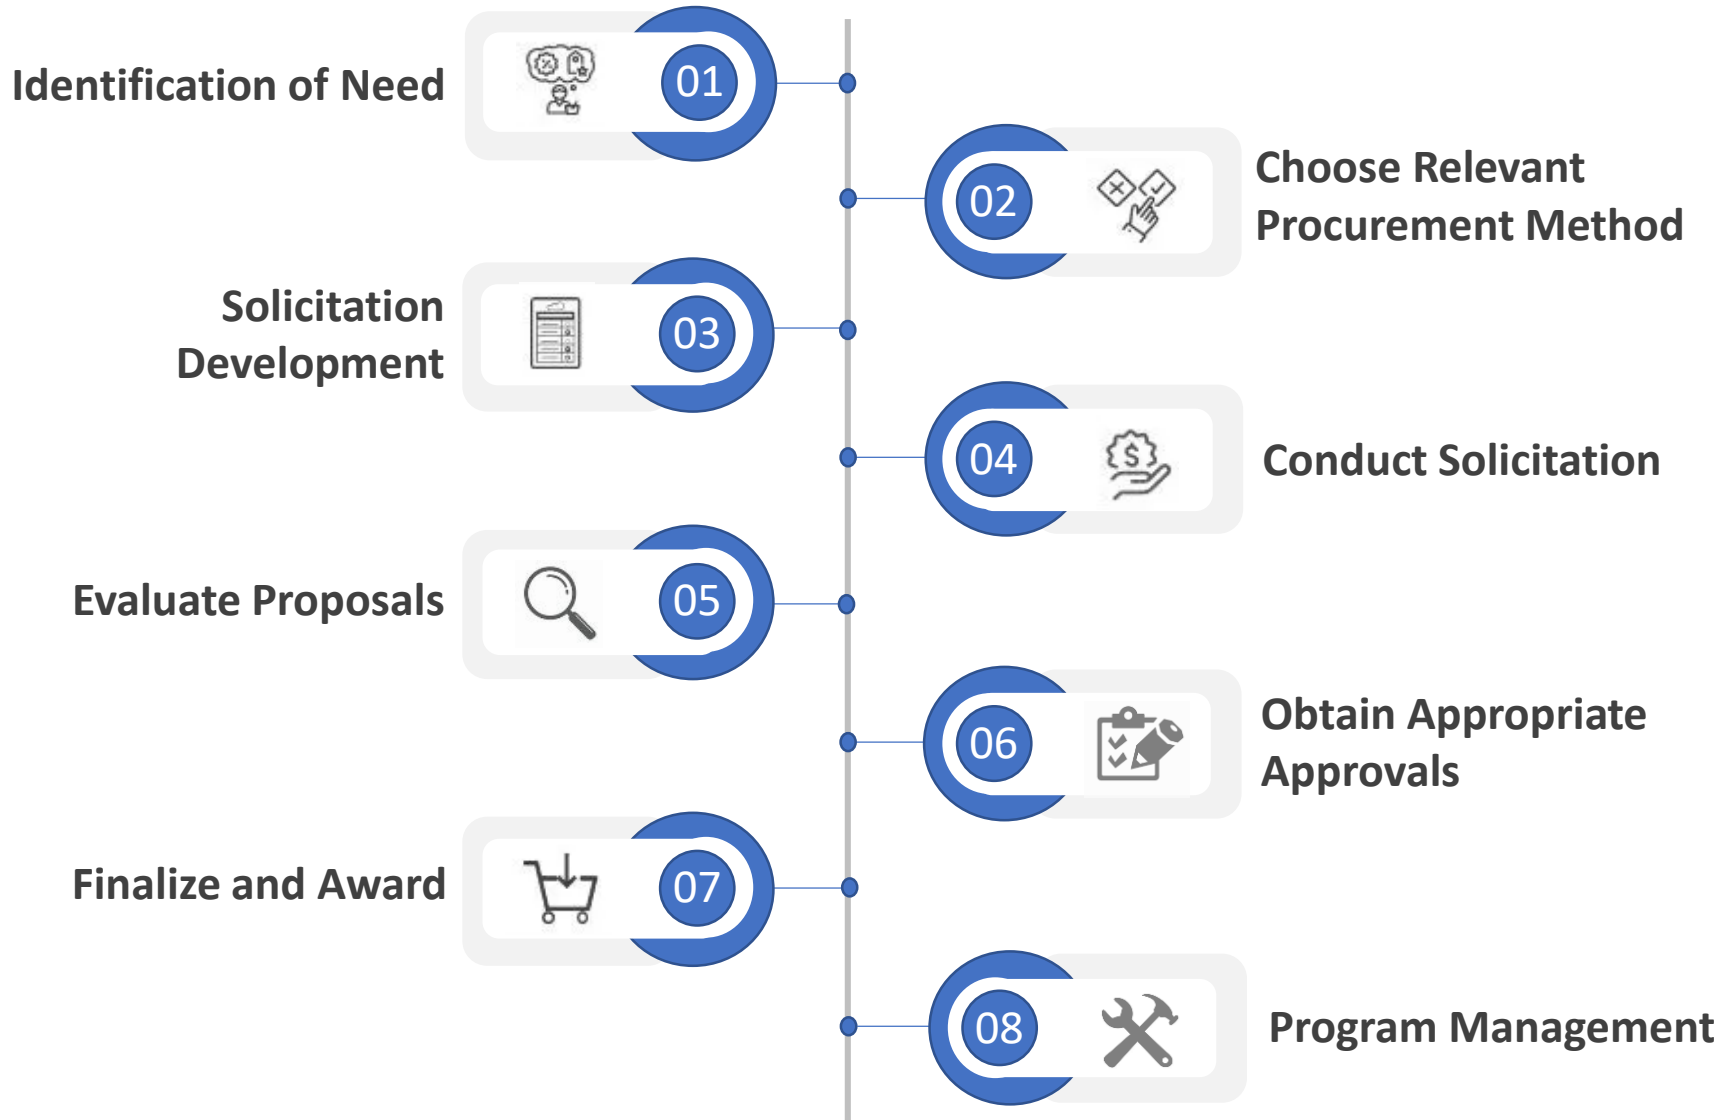 Identification of Need
01
02
Choose Relevant
Procurement Method
Solicitation
Development
03
04
Conduct Solicitation
Evaluate Proposals
05
06
Obtain Appropriate
Approvals
Finalize and Award
07
08
Program Management